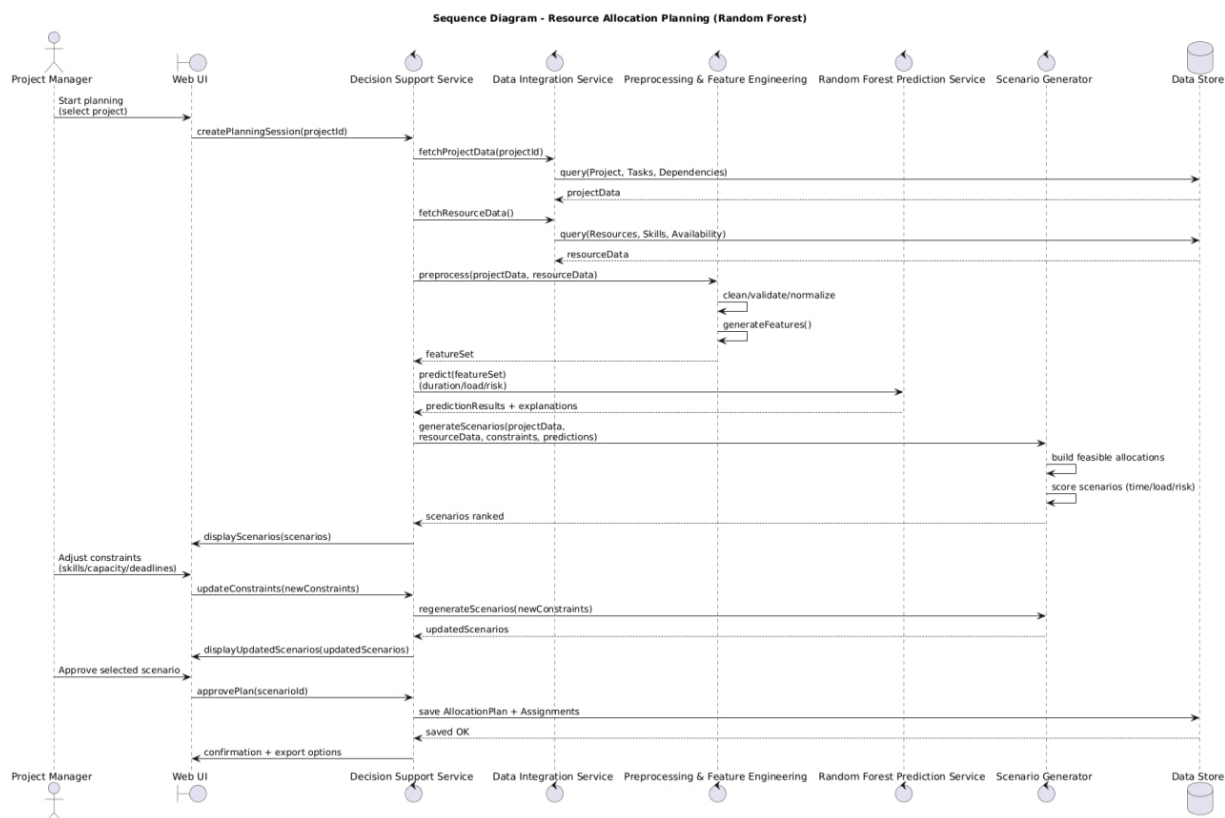 Sequence Diagram - Resource Allocation Planning (Random Forest)
Project Manager
Web UI
Decision Support Service
Data Integration Service
Preprocessing & Feature Engineering
Random Forest Prediction Service
Scenario Generator
Data Store
Start planning
(select project)
createPlanningSession(projectId)
fetchProjectData(projectId)
query(Project, Tasks, Dependencies)
projectData
fetchResourceData()
query(Resources, Skills, Availability)
resourceData
preprocess(projectData, resourceData)
clean/validate/normalize
generateFeatures()
featureSet
predict(featureSet)
(duration/load/risk)
predictionResults + explanations
generateScenarios(projectData,
resourceData, constraints, predictions)
build feasible allocations
score scenarios (time/load/risk)
scenarios ranked
displayScenarios(scenarios)
Adjust constraints
(skills/capacity/deadlines)
updateConstraints(newConstraints)
regenerateScenarios(newConstraints)
updatedScenarios
displayUpdatedScenarios(updatedScenarios)
Approve selected scenario
approvePlan(scenarioId)
save AllocationPlan + Assignments
saved OK
confirmation + export options
Project Manager
Web UI
Decision Support Service
Data Integration Service
Preprocessing & Feature Engineering
Random Forest Prediction Service
Scenario Generator
Data Store